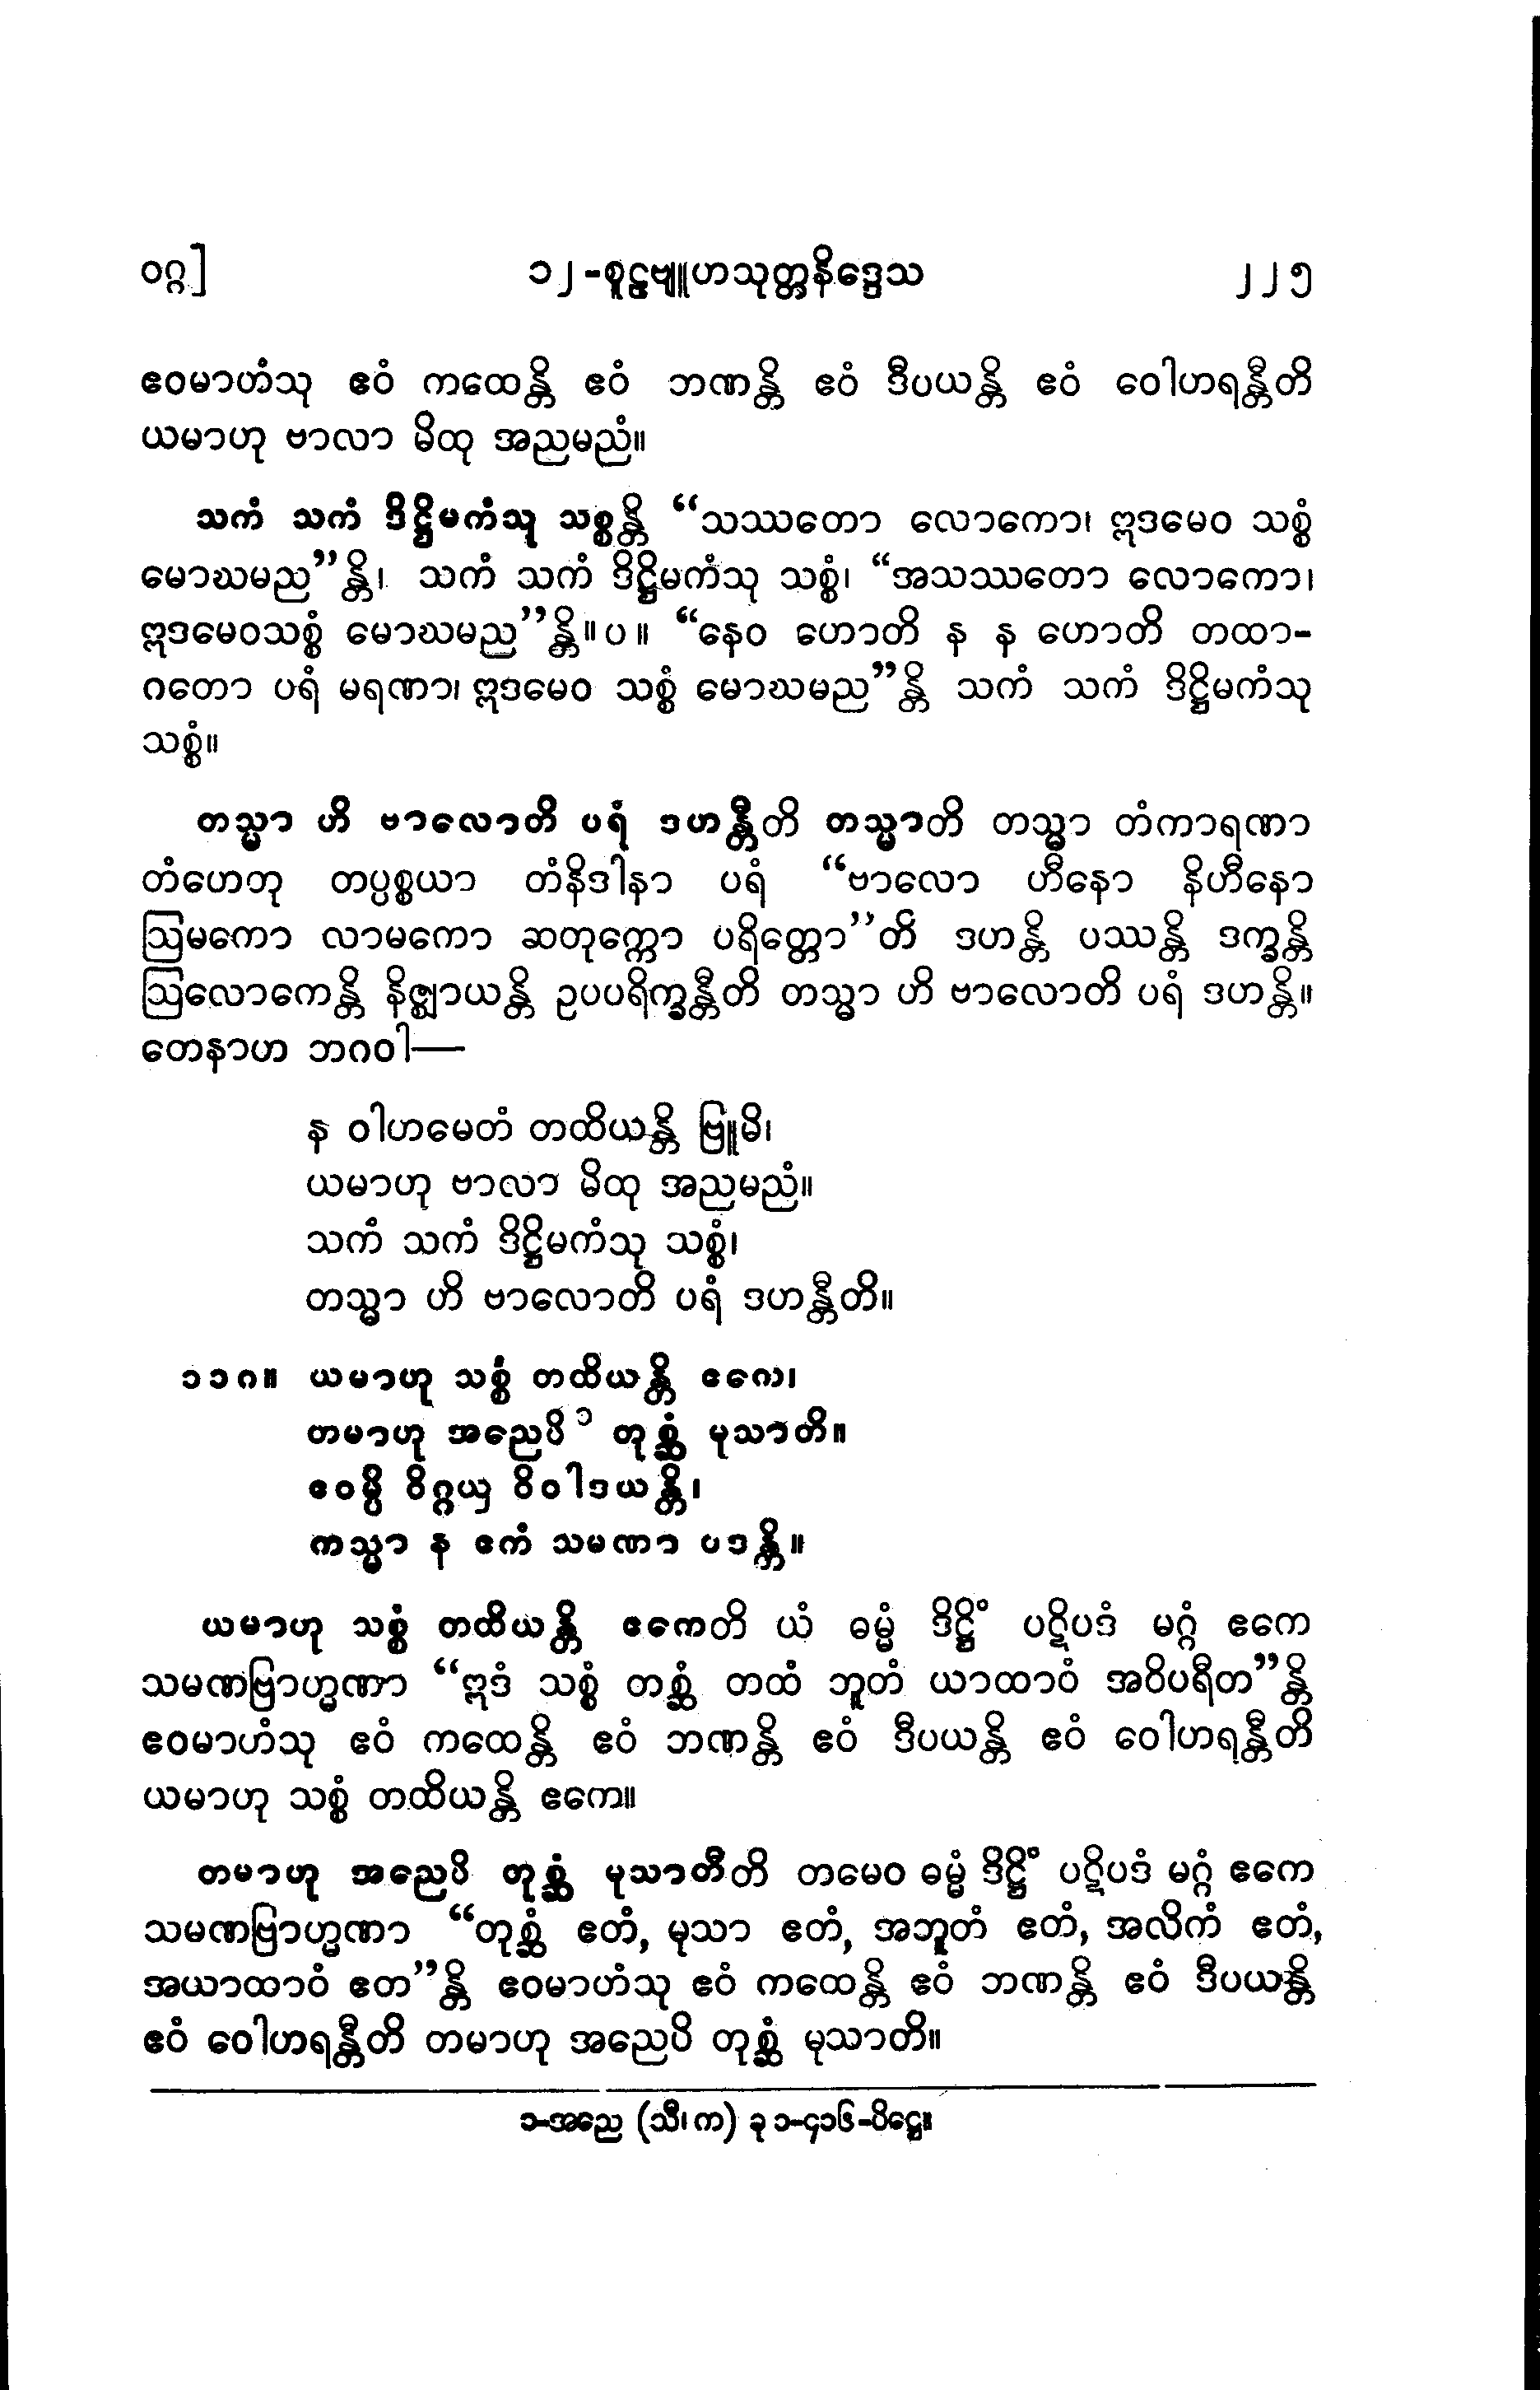 ဝဂ္ဂ] ၁၂-စူဠဗျူဟသုတ္တနိဒ္ဒေသ ၂၂၅
ဧဝမာဟံသု ဧဝံ ကထေန္တိ ဧဝံ ဘဏန္တိ ဧဝံ ဒီပယန္တိ ဧဝံ ဝေါဟရန္တီတိ
ယမာဟု ဗာလာ မိထု အညမညံ။
သကံ သကံ ဒိဋ္ဌိမကံသု သစ္စန္တိ “သဿတော လောကော၊ ဣဒမေဝ သစ္စံ
မောဃမည”န္တိ၊ သကံ သကံ ဒိဋ္ဌိမကံသု သစ္စံ၊ “အသဿတော လောကော၊
ဣဒမေဝသစ္စံ မောဃမည”န္တိ။ပ။ “နေဝ ဟောတိ န န ဟောတိ တထာ-
ဂတော ပရံ မရဏာ၊ ဣဒမေဝ သစ္စံ မောဃမည”န္တိ သကံ သကံ ဒိဋ္ဌိမကံသု
သစ္စံ။
တသ္မာ ဟိ ဗာလောတိ ပရံ ဒဟန္တီတိ တသ္မာတိ တသ္မာ တံကာရဏာ
တံဟေတု တပ္ပစ္စယာ တံနိဒါနာ ပရံ “ဗာလော ဟီနော နိဟီနော
ဩမကော လာမကော ဆတုက္ကော ပရိတ္တော”တိ ဒဟန္တိ ပဿန္တိ ဒက္ခန္တိ
ဩလောကေန္တိ နိဇ္ဈာယန္တိ ဥပပရိက္ခန္တီတိ တသ္မာ ဟိ ဗာလောတိ ပရံ ဒဟန္တိ။
တေနာဟ ဘဂဝါ—
န ဝါဟမေတံ တထိယန္တိ ဗြူမိ၊
ယမာဟု ဗာလာ မိထု အညမညံ။
သကံ သကံ ဒိဋ္ဌိမကံသု သစ္စံ၊
တသ္မာ ဟိ ဗာလောတိ ပရံ ဒဟန္တီတိ။
၁၁၇။ ယမာဟု သစ္စံ တထိယန္တိ ဧကေ၊
တမာဟု အညေပိ ၁ တုစ္ဆံ မုသာတိ။
ဧဝမ္ပိ ဝိဂ္ဂယှ ဝိဝါဒယန္တိ၊
ကသ္မာ န ဧကံ သမဏာ ဝဒန္တိ။
ယမာဟု သစ္စံ တထိယန္တိ ဧကေတိ ယံ ဓမ္မံ ဒိဋ္ဌိံ ပဋိပဒံ မဂ္ဂံ ဧကေ
သမဏဗြာဟ္မဏာ “ဣဒံ သစ္စံ တစ္ဆံ တထံ ဘူတံ ယာထာဝံ အဝိပရီတ”န္တိ
ဧဝမာဟံသု ဧဝံ ကထေန္တိ ဧဝံ ဘဏန္တိ ဧဝံ ဒီပယန္တိ ဧဝံ ဝေါဟရန္တီတိ
ယမာဟု သစ္စံ တထိယန္တိ ဧကေ။
တမာဟု အညေပိ တုစ္ဆံ မုသာတီတိ တမေဝ ဓမ္မံ ဒိဋ္ဌိံ ပဋိပဒံ မဂ္ဂံ ဧကေ
သမဏဗြာဟ္မဏာ “တုစ္ဆံ ဧတံ, မုသာ ဧတံ, အဘူတံ ဧတံ, အလိကံ ဧတံ,
အယာထာဝံ ဧတ”န္တိ ဧဝမာဟံသု ဧဝံ ကထေန္တိ ဧဝံ ဘဏန္တိ ဧဝံ ဒီပယန္တိ
ဧဝံ ဝေါဟရန္တီတိ တမာဟု အညေပိ တုစ္ဆံ မုသာတိ။
၁-အညေ (သီ၊ က) ခု ၁-၄၁၆-ပိဋ္ဌေ။